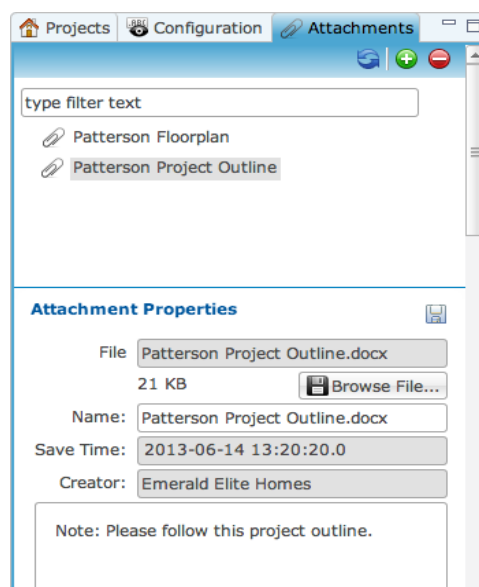 Projects Configuration Attachments
type filter text
Patterson Floorplan
Patterson Project Outline
Attachment Properties
File Patterson Project Outline.docx
21 KB Browse File...
Name: Patterson Project Outline.docx
Save Time: 2013-06-14 13:20:20.0
Creator: Emerald Elite Homes
Note: Please follow this project outline.